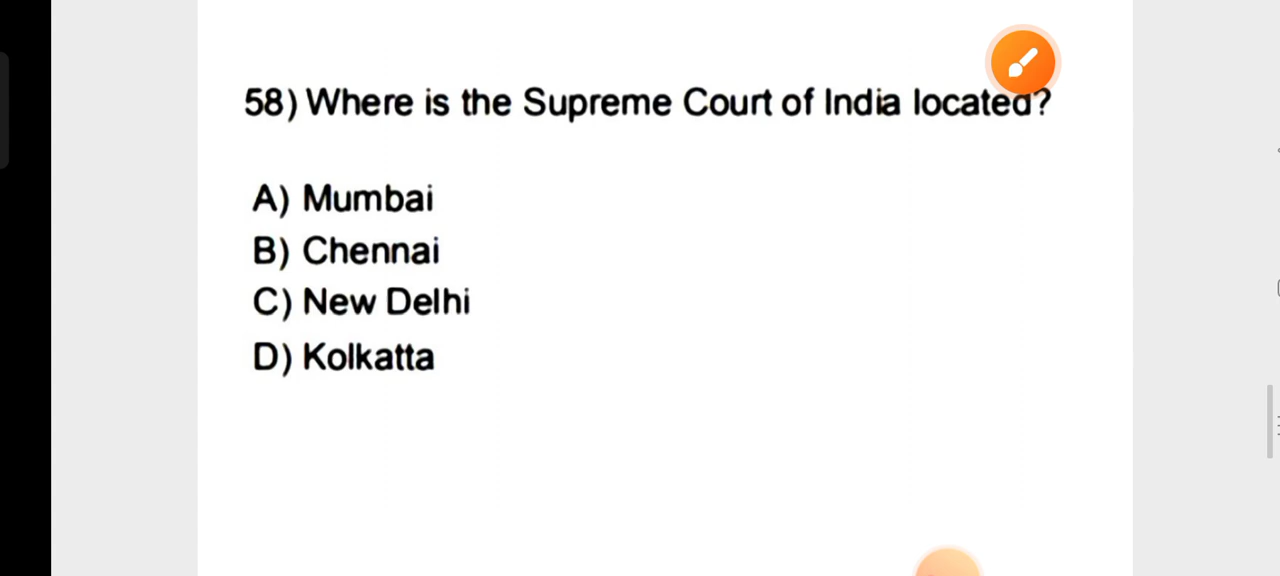 58) Where is the Supreme Court of India located?
A) Mumbai
B) Chennai
C) New Delhi
D) Kolkatta